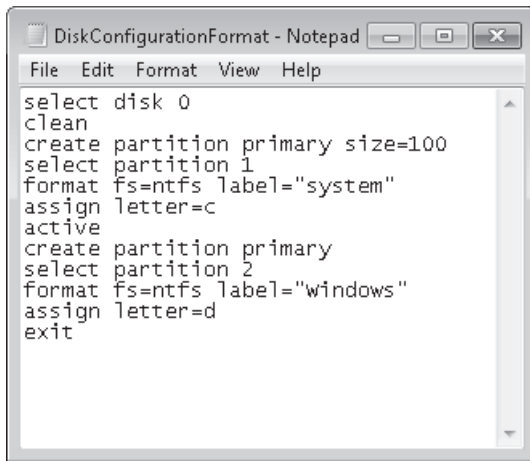 DiskConfigurationFormat - Notepad
File Edit Format View Help
select disk 0
clean
create partition primary size=100
select partition 1
format fs=ntfs label="system"
assign letter=c
active
create partition primary
select partition 2
format fs=ntfs label="windows"
assign letter=d
exit